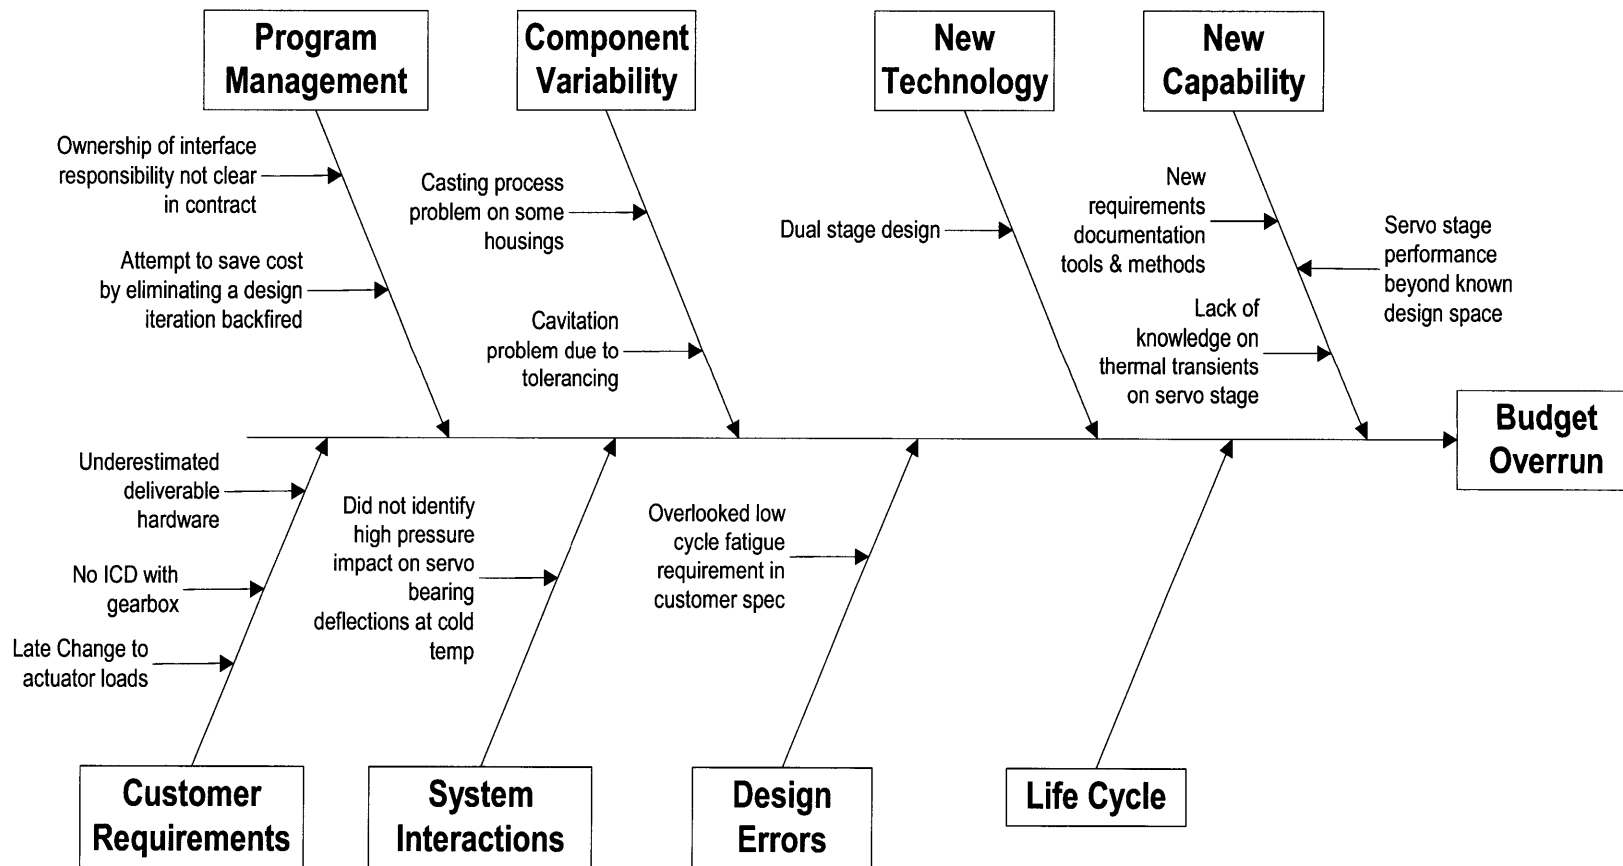 Program
Management
Component
Variability
New
Technology
New
Capability
Ownership of interface
responsibility not clear
in contract
Attempt to save cost
by eliminating a design
iteration backfired
Casting process
problem on some
housings
Cavitation
problem due to
tolerancing
Dual stage design
New
requirements
documentation
tools & methods
Lack of
knowledge on
thermal transients
on servo stage
Servo stage
performance
beyond known
design space
Budget
Overrun
Underestimated
deliverable
hardware
No ICD with
gearbox
Late Change to
actuator loads
Did not identify
high pressure
impact on servo
bearing
deflections at cold
temp
Overlooked low
cycle fatigue
requirement in
customer spec
Customer
Requirements
System
Interactions
Design
Errors
Life Cycle